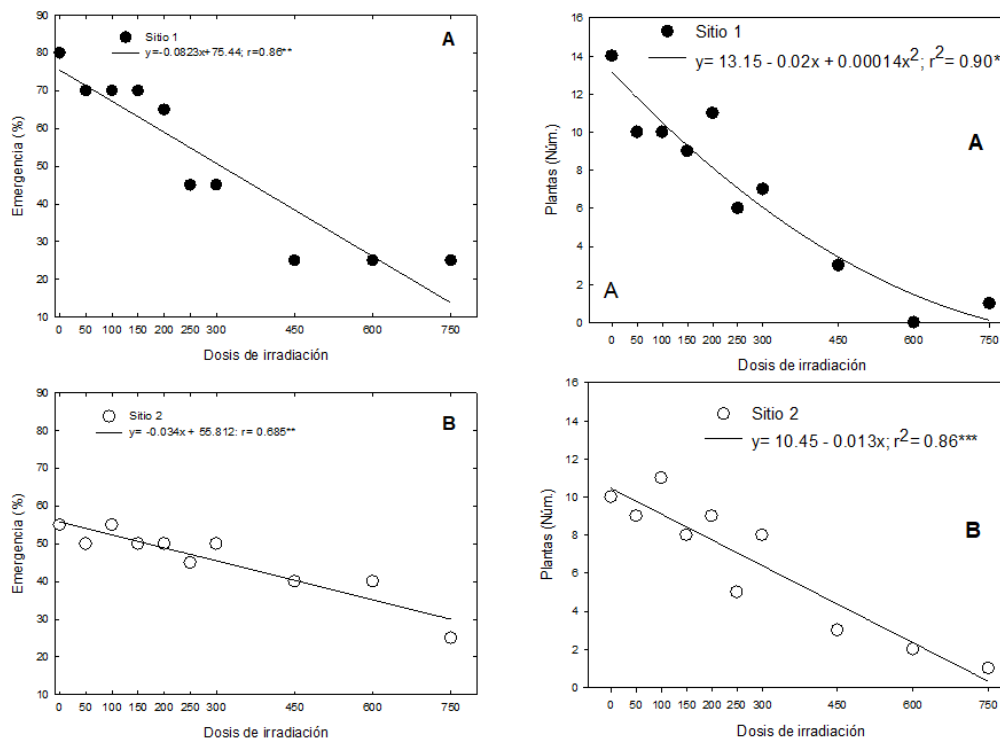 Sitio 1
y=-0.0823x+75.44; r=0.86**
A
90
80
70
60
50
40
30
20
10
Emergencia (%)
0 50 100 150 200 250 300 450 600 750
Dosis de irradiación
Sitio 1
y= 13.15 - 0.02x + 0.00014x2; r2= 0.90*
A
A
16
14
12
10
8
6
4
2
0
Plantas (Núm.)
0 50 100 150 200 250 300 450 600 750
Dosis de irradiación
Sitio 2
y= -0.034x + 55.812: r= 0.685**
B
90
80
70
60
50
40
30
20
10
Emergencia (%)
0 50 100 150 200 250 300 450 600 750
Dosis de irradiación
Sitio 2
y= 10.45 - 0.013x; r2= 0.86***
B
16
14
12
10
8
6
4
2
0
Plantas (Núm.)
0 50 100 150 200 250 300 450 600 750
Dosis de irradiación